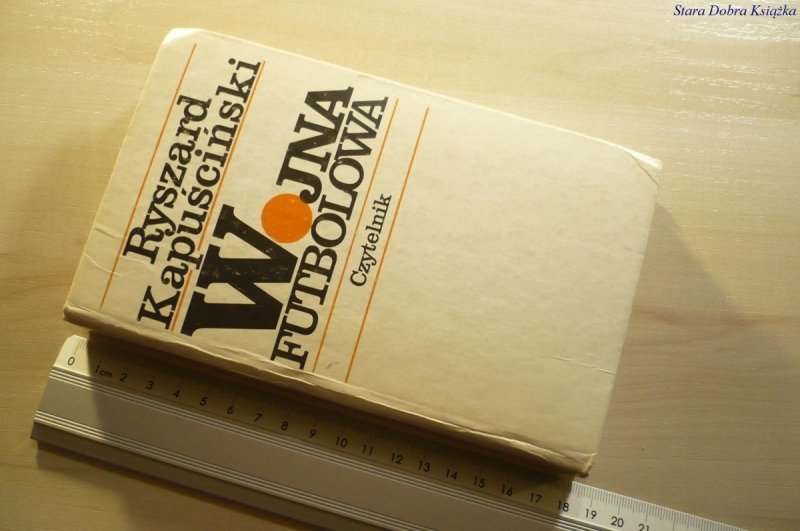 Stara Dobra Książka
Ryszard
Kapuściński
WOJNA
FUTBOLOWA
Czytelnik
0 1cm 2 3 4 5 6 7 8 9 10 11 12 13 14 15 16 17 18 19 20 21